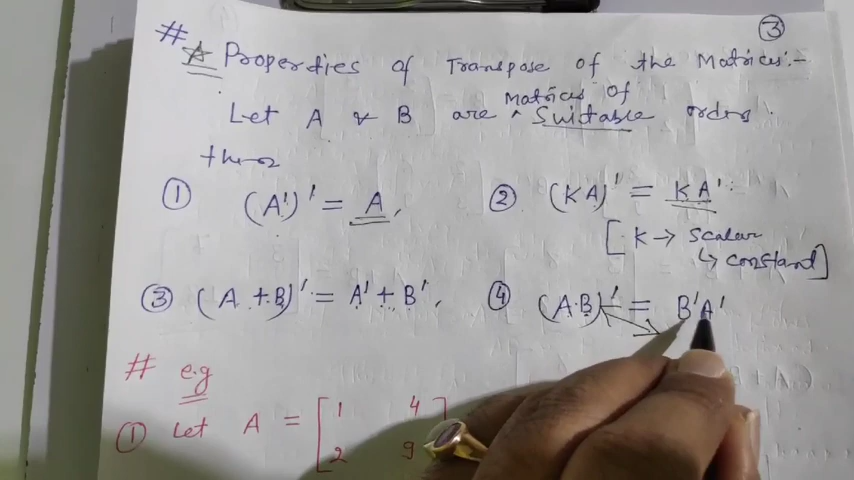 ③
# ☆ Properties of Transpose of the Matrices:-
Matrices of
Let A & B are ^ Suitable orders.
then
① (A')' = A,
② (KA)' = KA'
[K → Scalar
↳ constant]
③ (A + B)' = A' + B',
④ (A·B)' = B'A'
# e.g
① Let A = [1 4]
2 9